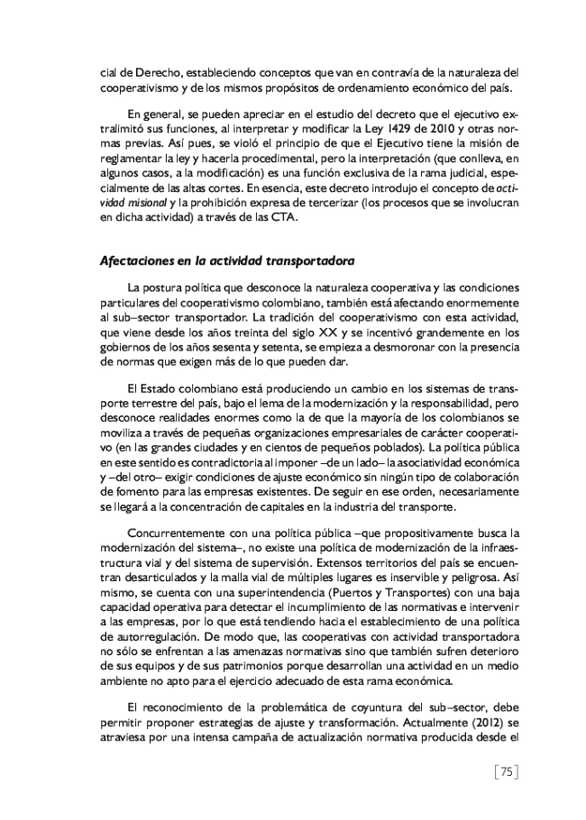 cial de Derecho, estableciendo conceptos que van en contravía de la naturaleza del
cooperativismo y de los mismos propósitos de ordenamiento económico del país.
En general, se pueden apreciar en el estudio del decreto que el ejecutivo ex-
tralimitó sus funciones, al interpretar y modificar la Ley 1429 de 2010 y otras nor-
mas previas. Así pues, se violó el principio de que el Ejecutivo tiene la misión de
reglamentar la ley y hacerla procedimental, pero la interpretación (que conlleva, en
algunos casos, a la modificación) es una función exclusiva de la rama judicial, espe-
cialmente de las altas cortes. En esencia, este decreto introdujo el concepto de acti-
vidad misional y la prohibición expresa de tercerizar (los procesos que se involucran
en dicha actividad) a través de las CTA.
Afectaciones en la actividad transportadora
La postura política que desconoce la naturaleza cooperativa y las condiciones
particulares del cooperativismo colombiano, también está afectando enormemente
al sub–sector transportador. La tradición del cooperativismo con esta actividad,
que viene desde los años treinta del siglo XX y se incentivó grandemente en los
gobiernos de los años sesenta y setenta, se empieza a desmoronar con la presencia
de normas que exigen más de lo que pueden dar.
El Estado colombiano está produciendo un cambio en los sistemas de trans-
porte terrestre del país, bajo el lema de la modernización y la responsabilidad, pero
desconoce realidades enormes como la de que la mayoría de los colombianos se
moviliza a través de pequeñas organizaciones empresariales de carácter cooperati-
vo (en las grandes ciudades y en cientos de pequeños poblados). La política pública
en este sentido es contradictoria al imponer –de un lado– la asociatividad económica
y –del otro– exigir condiciones de ajuste económico sin ningún tipo de colaboración
de fomento para las empresas existentes. De seguir en ese orden, necesariamente
se llegará a la concentración de capitales en la industria del transporte.
Concurrentemente con una política pública –que propositivamente busca la
modernización del sistema–, no existe una política de modernización de la infraes-
tructura vial y del sistema de supervisión. Extensos territorios del país se encuen-
tran desarticulados y la malla vial de múltiples lugares es inservible y peligrosa. Así
mismo, se cuenta con una superintendencia (Puertos y Transportes) con una baja
capacidad operativa para detectar el incumplimiento de las normativas e intervenir
a las empresas, por lo que está tendiendo hacia el establecimiento de una política
de autorregulación. De modo que, las cooperativas con actividad transportadora
no sólo se enfrentan a las amenazas normativas sino que también sufren deterioro
de sus equipos y de sus patrimonios porque desarrollan una actividad en un medio
ambiente no apto para el ejercicio adecuado de esta rama económica.
El reconocimiento de la problemática de coyuntura del sub–sector, debe
permitir proponer estrategias de ajuste y transformación. Actualmente (2012) se
atraviesa por una intensa campaña de actualización normativa producida desde el
[75]